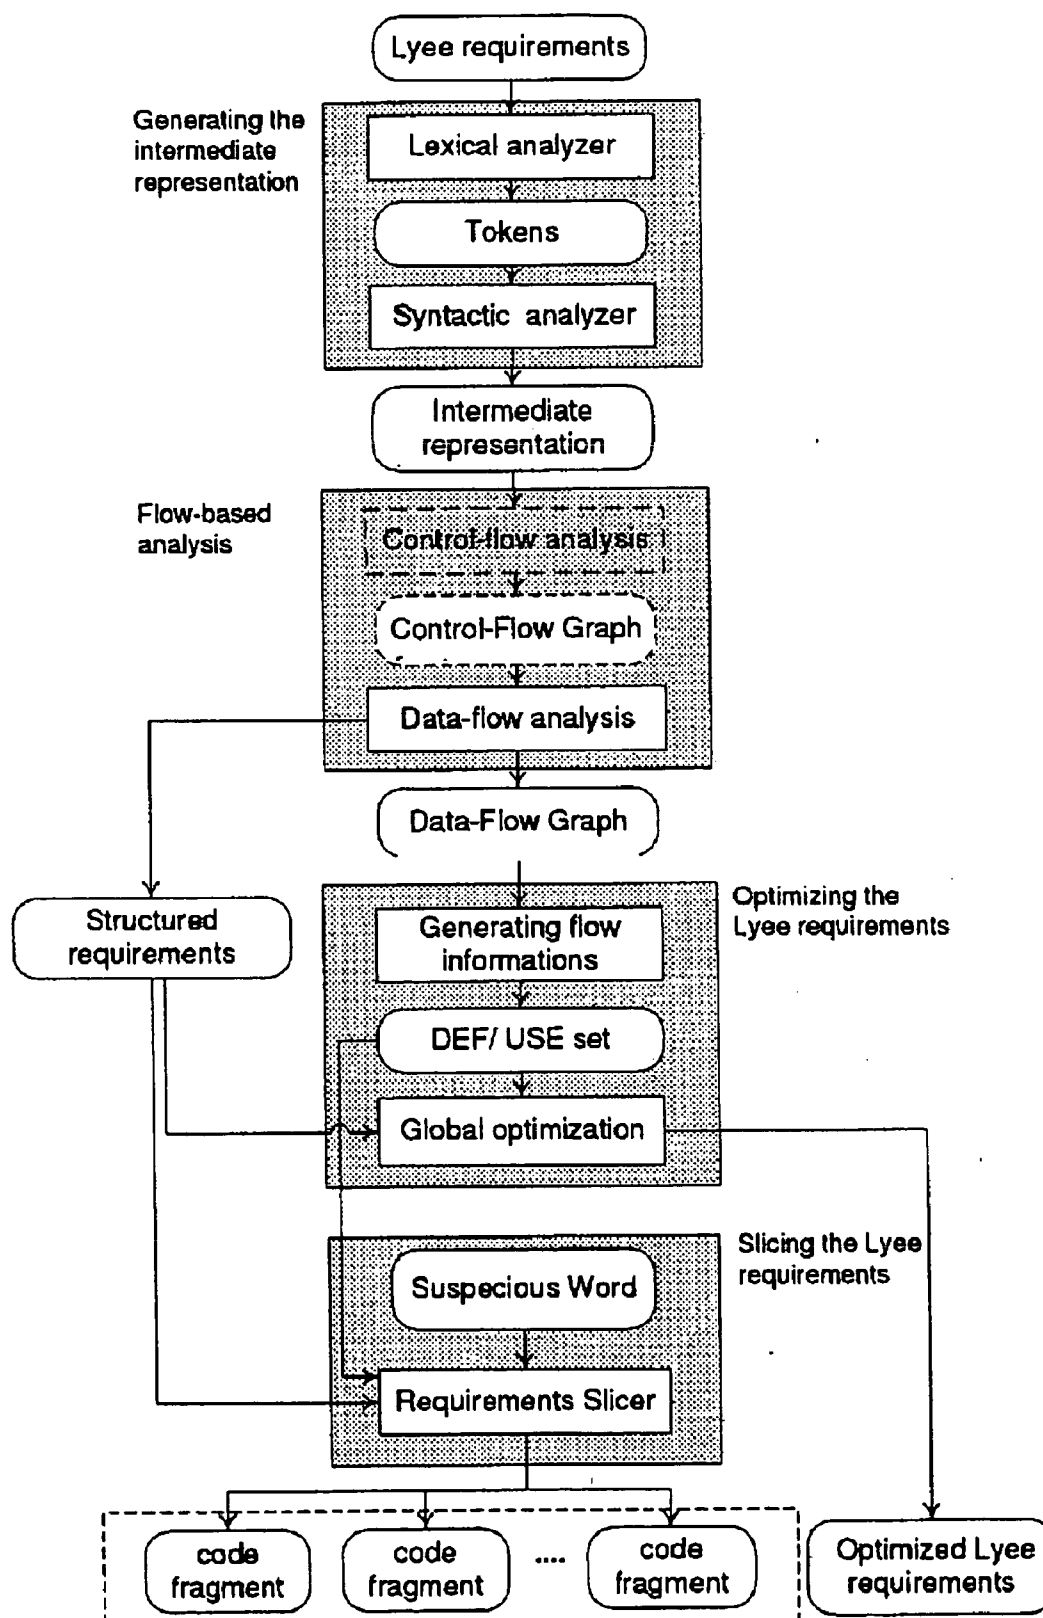 Lyee requirements
Generating the
intermediate
representation
Lexical analyzer
Tokens
Syntactic analyzer
Intermediate
representation
Flow-based
analysis
Control-flow analysis
Control-Flow Graph
Data-flow analysis
Data-Flow Graph
Structured
requirements
Optimizing the
Lyee requirements
Generating flow
informations
DEF/ USE set
Global optimization
Slicing the Lyee
requirements
Suspecious Word
Requirements Slicer
code
fragment
code
fragment
....
code
fragment
Optimized Lyee
requirements